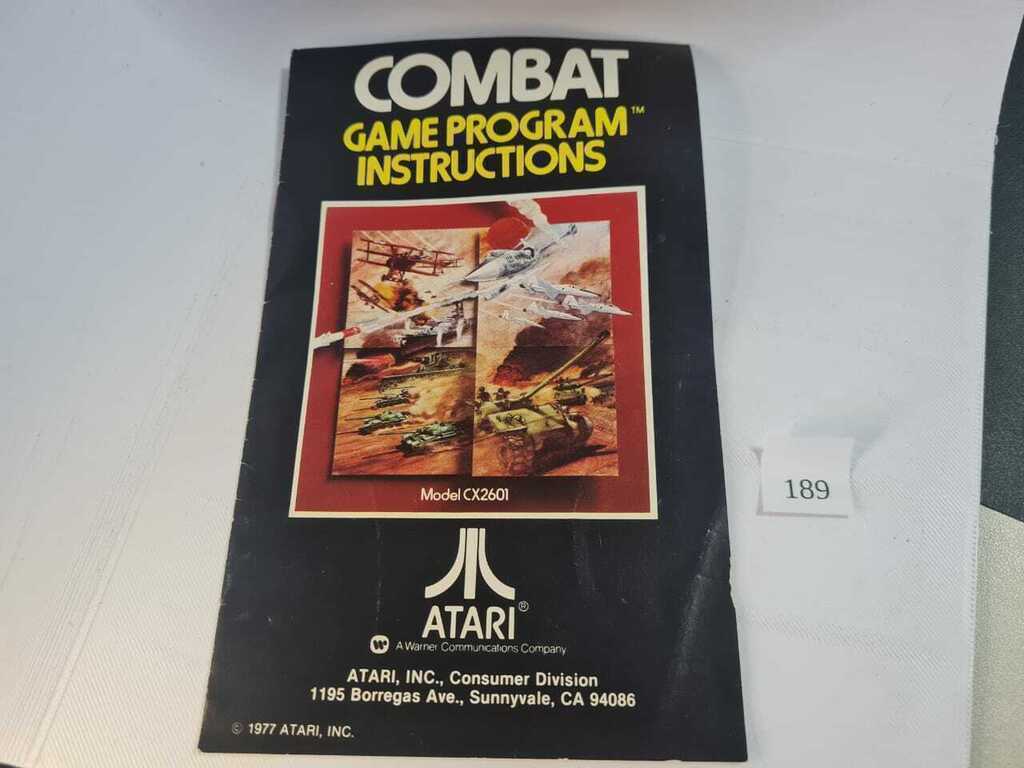 COMBAT
GAME PROGRAM™
INSTRUCTIONS
Model CX2601
ATARI®
W A Warner Communications Company
ATARI, INC., Consumer Division
1195 Borregas Ave., Sunnyvale, CA 94086
© 1977 ATARI, INC.
189